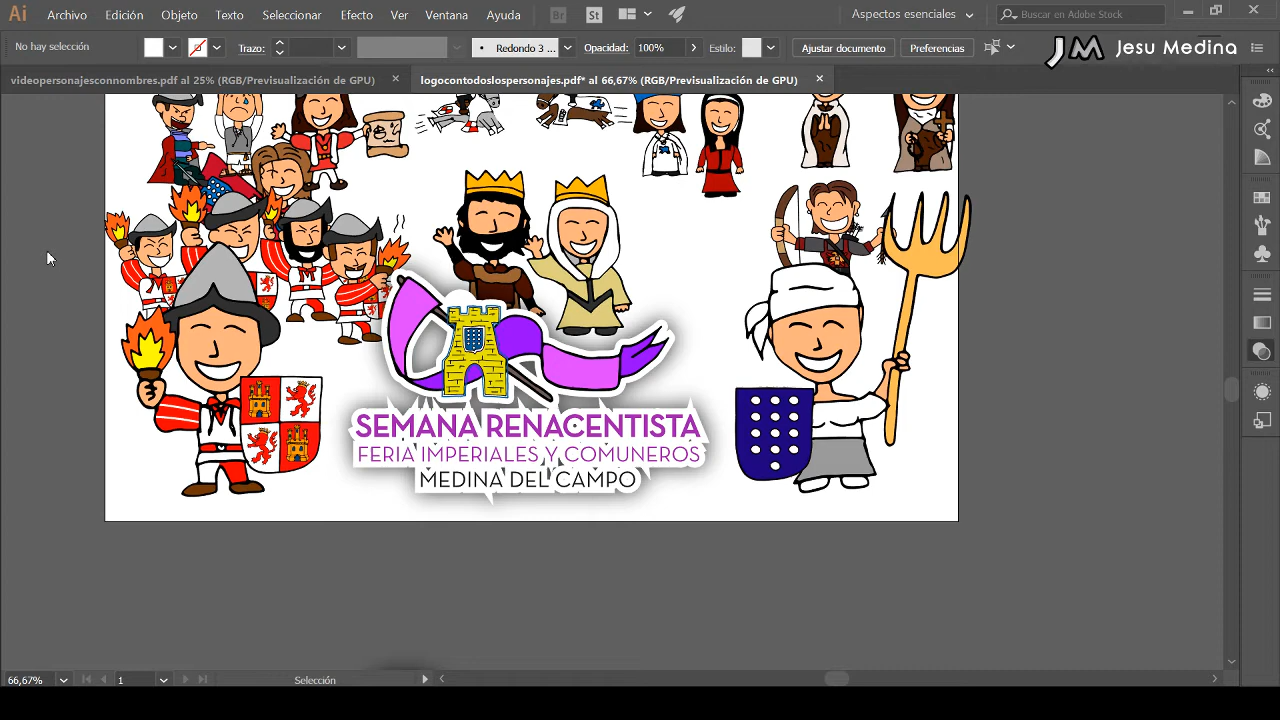 Ai Archivo Edición Objeto Texto Seleccionar Efecto Ver Ventana Ayuda Br St Aspectos esenciales Buscar en Adobe Stock
No hay selección Trazo: Redondo 3 ... Opacidad: 100% Estilo: Ajustar documento Preferencias JM Jesu Medina
videopersonajesconnombres.pdf al 25% (RGB/Previsualización de GPU) × logocontodoslospersonajes.pdf* al 66,67% (RGB/Previsualización de GPU) ×
SEMANA RENACENTISTA
FERIA IMPERIALES Y COMUNEROS
MEDINA DEL CAMPO
66,67% 1 Selección